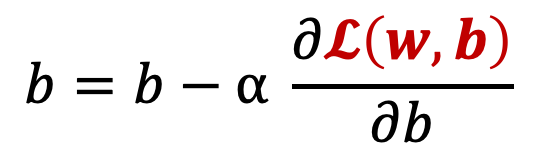 b = b − α ∂ℒ(w, b) / ∂b